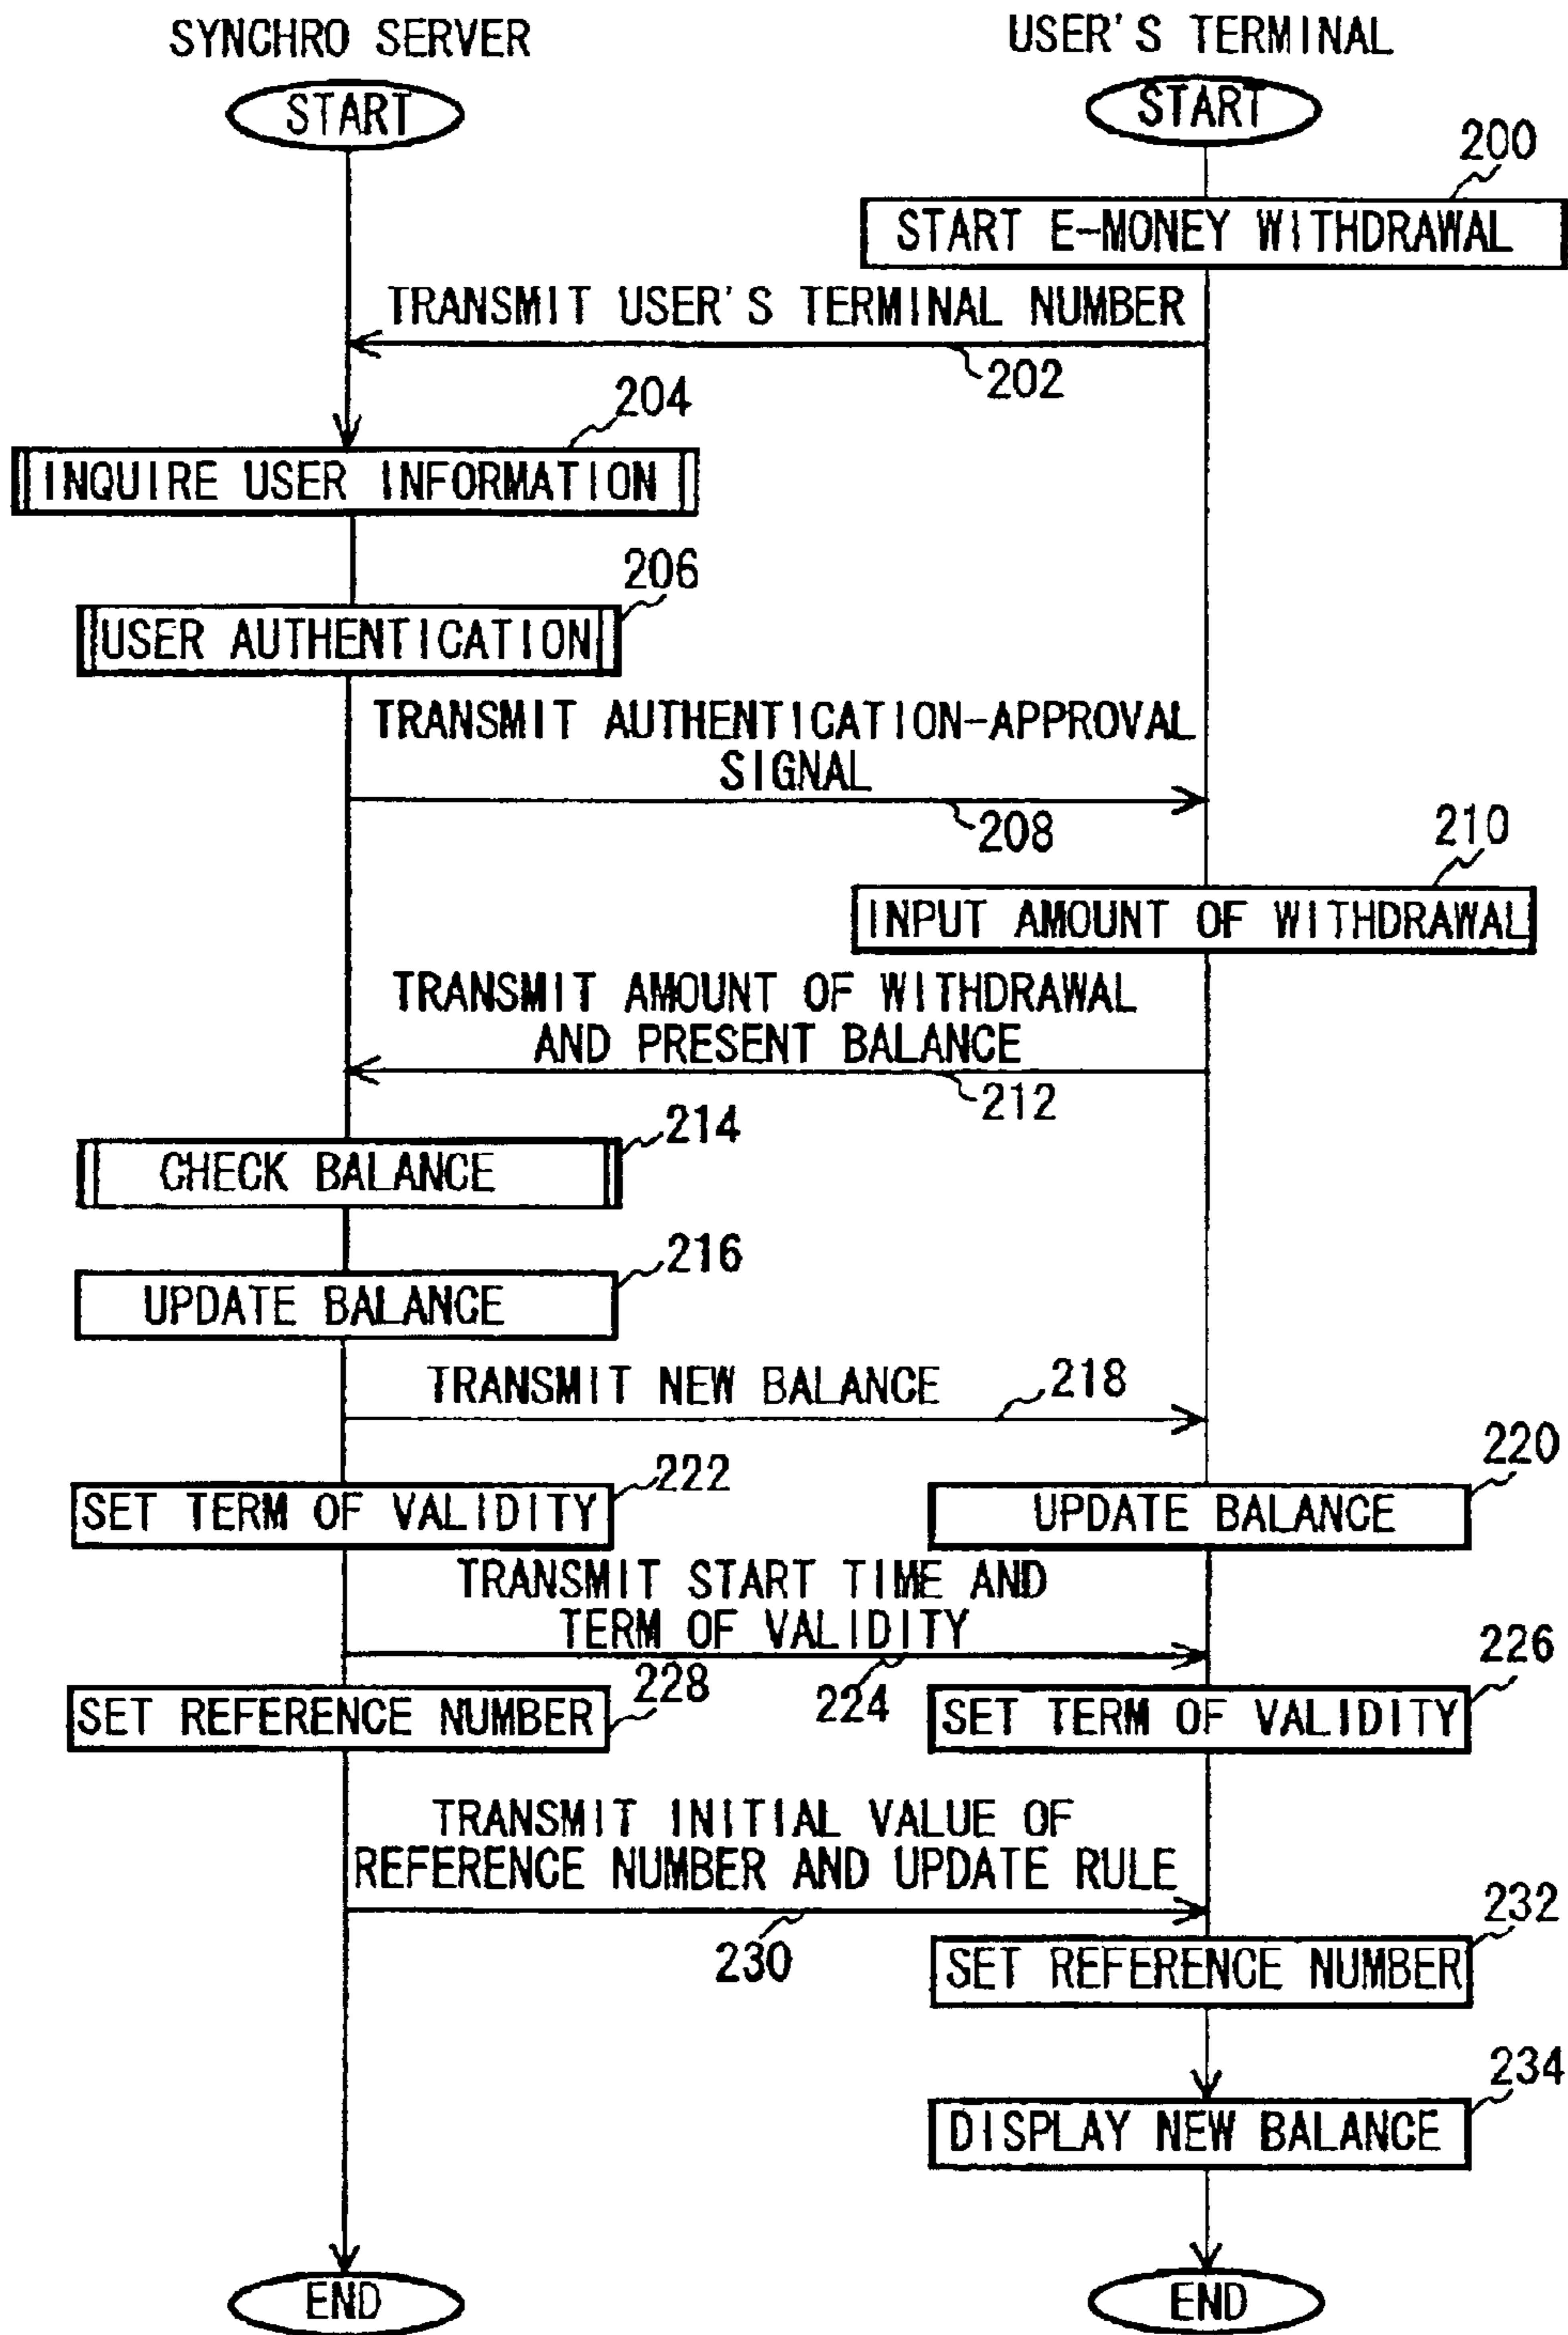 SYNCHRO SERVER
USER'S TERMINAL
START
START
200
START E-MONEY WITHDRAWAL
TRANSMIT USER'S TERMINAL NUMBER
202
204
INQUIRE USER INFORMATION
206
USER AUTHENTICATION
TRANSMIT AUTHENTICATION-APPROVAL
SIGNAL
208
210
INPUT AMOUNT OF WITHDRAWAL
TRANSMIT AMOUNT OF WITHDRAWAL
AND PRESENT BALANCE
212
214
CHECK BALANCE
216
UPDATE BALANCE
TRANSMIT NEW BALANCE
218
220
222
SET TERM OF VALIDITY
UPDATE BALANCE
TRANSMIT START TIME AND
TERM OF VALIDITY
224
226
228
SET REFERENCE NUMBER
SET TERM OF VALIDITY
TRANSMIT INITIAL VALUE OF
REFERENCE NUMBER AND UPDATE RULE
230
232
SET REFERENCE NUMBER
234
DISPLAY NEW BALANCE
END
END